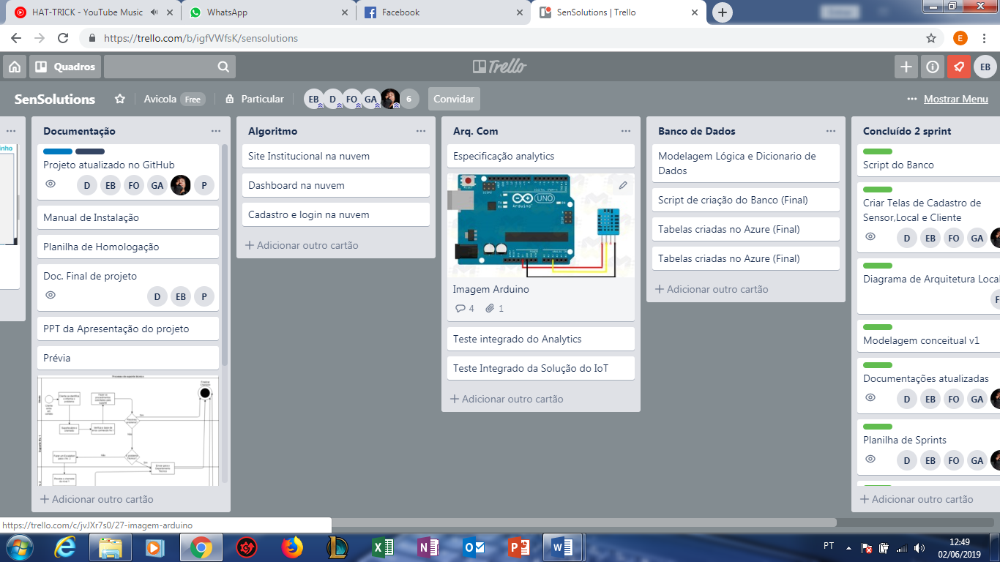 HAT-TRICK - YouTube Music
WhatsApp
Facebook
SenSolutions | Trello
https://trello.com/b/igfVWfsK/sensolutions
E
Quadros
Trello
EB
SenSolutions
Avicola
Free
Particular
EB
D
FO
GA
6
Convidar
Mostrar Menu
Documentação
Projeto atualizado no GitHub
D
EB
FO
GA
P
Manual de Instalação
Planilha de Homologação
Doc. Final de projeto
D
EB
P
PPT da Apresentação do projeto
Prévia
Adicionar outro cartão
Algoritmo
Site Institucional na nuvem
Dashboard na nuvem
Cadastro e login na nuvem
Adicionar outro cartão
Arq. Com
Especificação analytics
UNO
Arduino
Imagem Arduino
4
1
Teste integrado do Analytics
Teste Integrado da Solução do IoT
Adicionar outro cartão
Banco de Dados
Modelagem Lógica e Dicionario de
Dados
Script de criação do Banco (Final)
Tabelas criadas no Azure (Final)
Tabelas criadas no Azure (Final)
Adicionar outro cartão
Concluído 2 sprint
Script do Banco
Criar Telas de Cadastro de
Sensor,Local e Cliente
D
EB
FO
GA
Diagrama de Arquitetura Local
Modelagem conceitual v1
Documentações atualizadas
D
EB
FO
GA
Planilha de Sprints
D
EB
FO
GA
Adicionar outro cartão
https://trello.com/c/jvJXr7s0/27-imagem-arduino
PT
12:49
02/06/2019